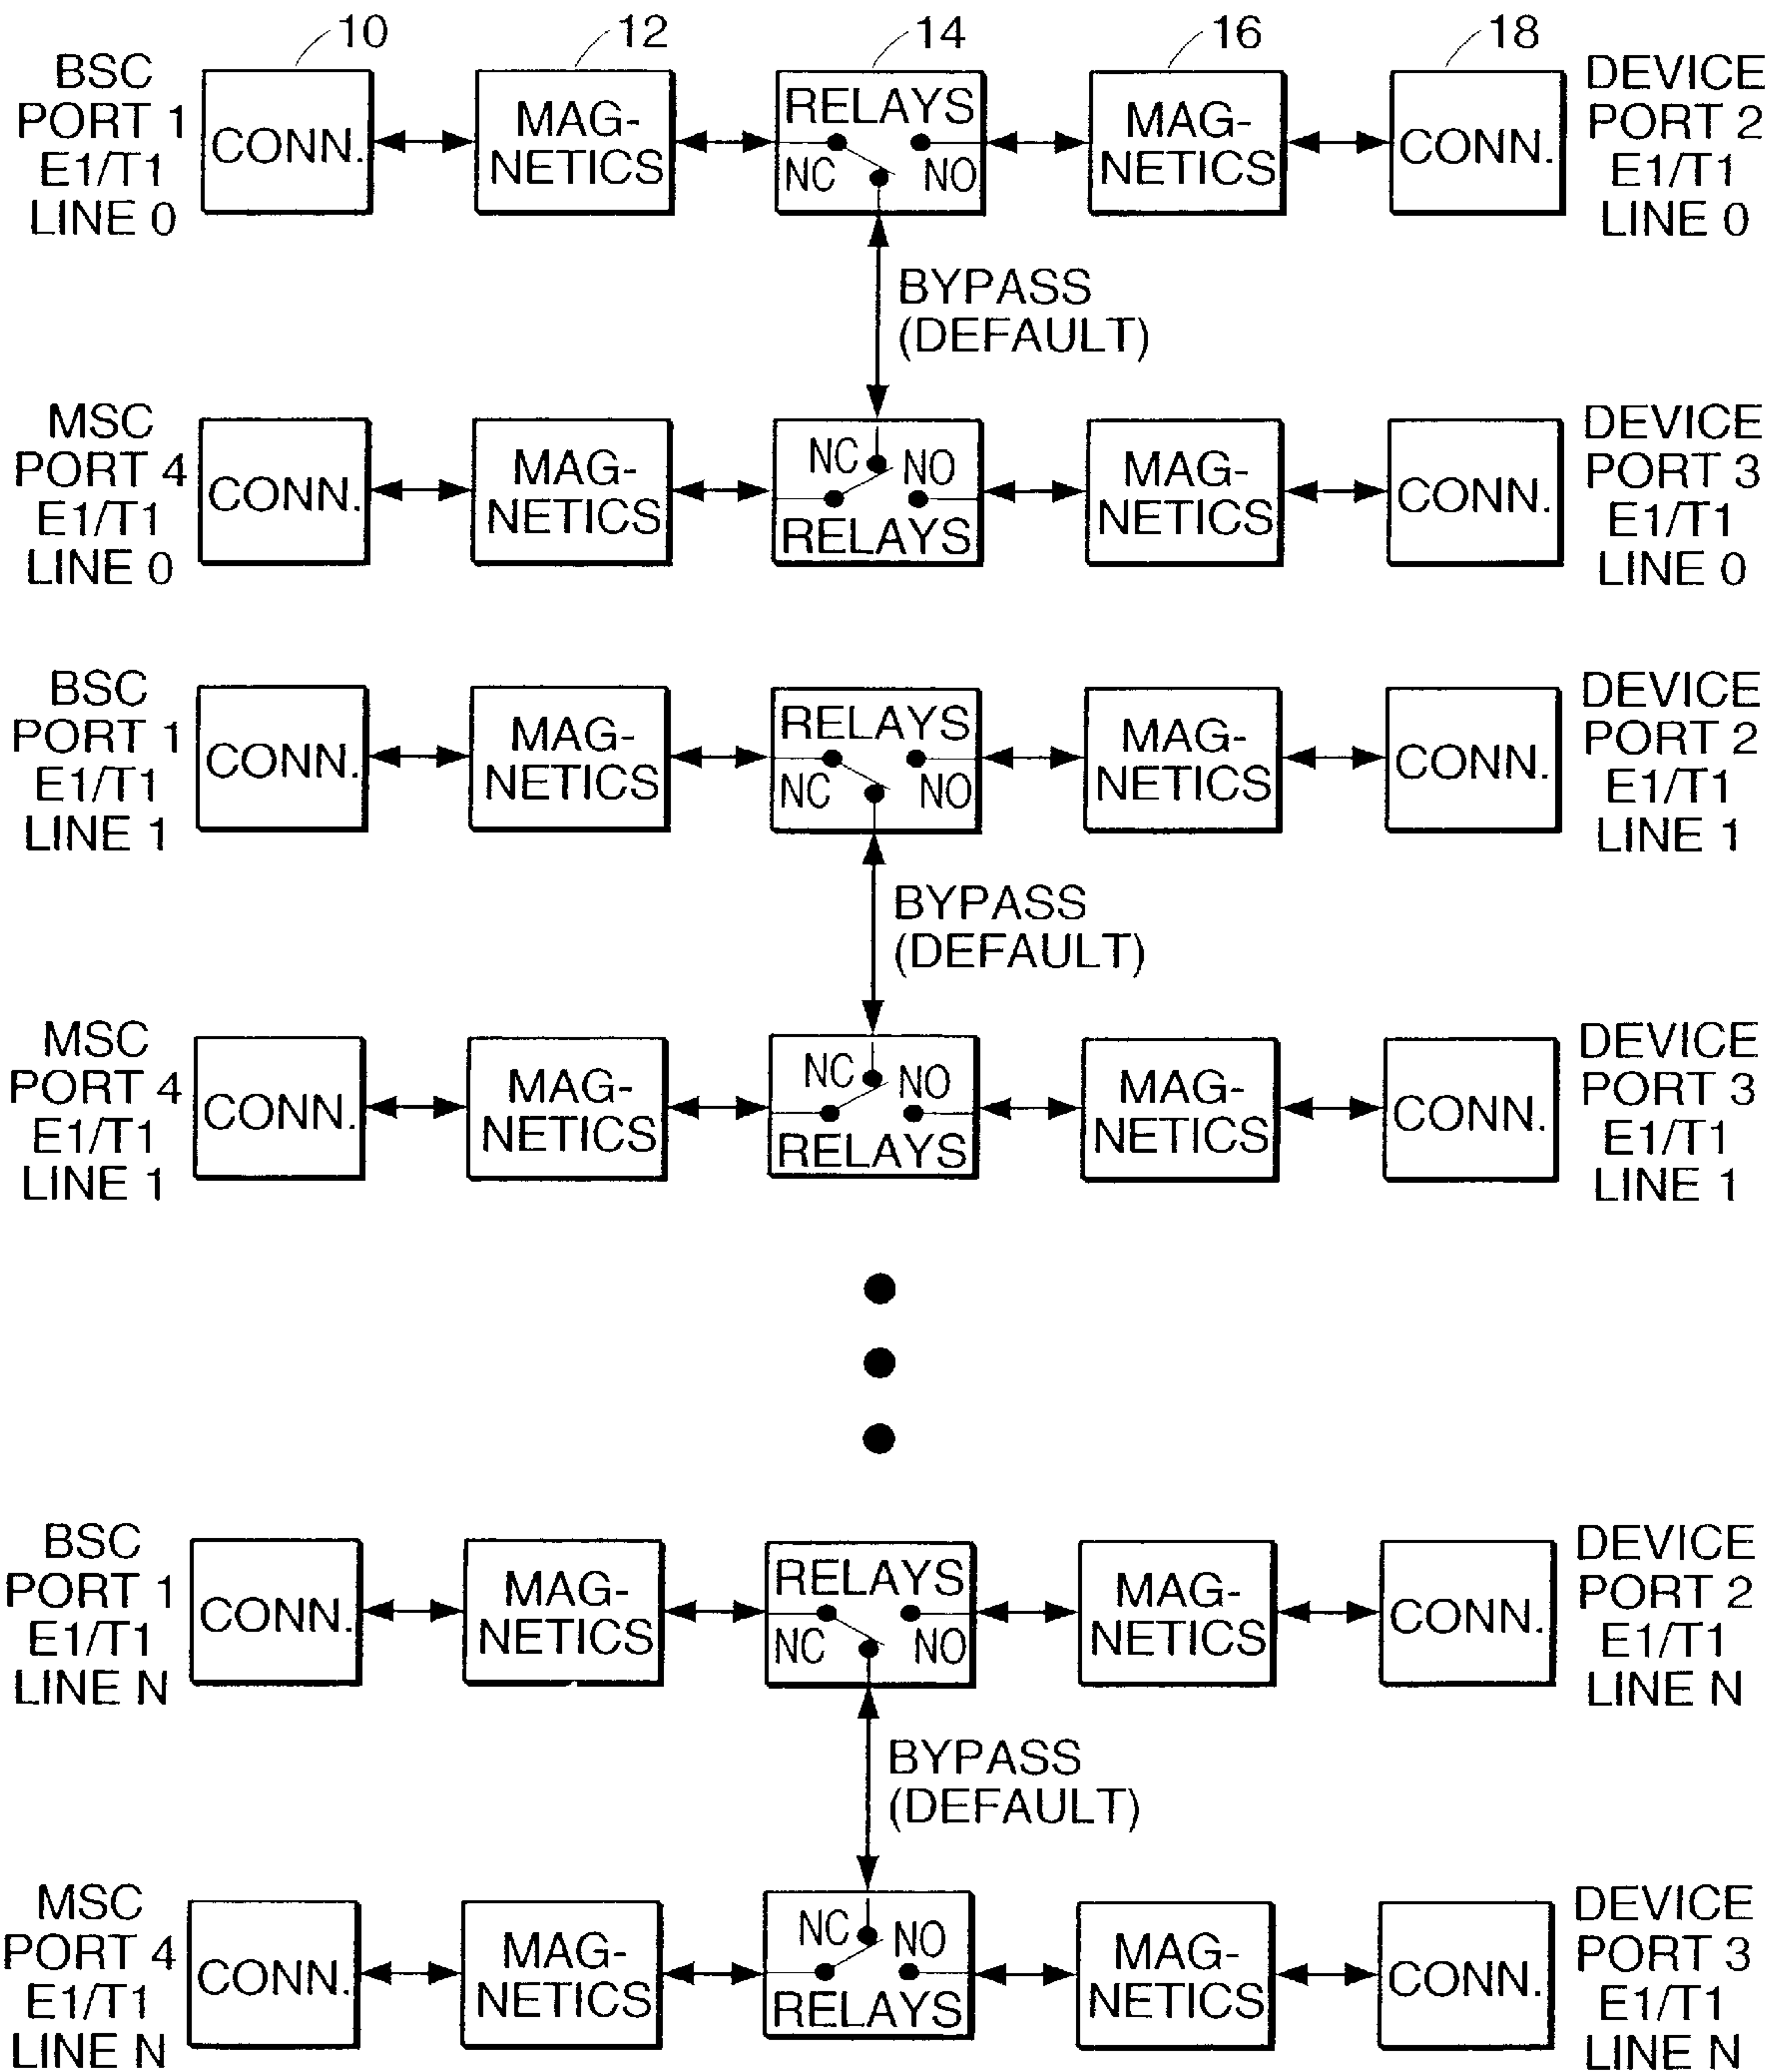 10
12
14
16
18
BSC
PORT 1
E1/T1
LINE 0
CONN.
MAG-
NETICS
RELAYS
NC
NO
MAG-
NETICS
CONN.
DEVICE
PORT 2
E1/T1
LINE 0
BYPASS
(DEFAULT)
MSC
PORT 4
E1/T1
LINE 0
CONN.
MAG-
NETICS
NC
NO
RELAYS
MAG-
NETICS
CONN.
DEVICE
PORT 3
E1/T1
LINE 0
BSC
PORT 1
E1/T1
LINE 1
CONN.
MAG-
NETICS
RELAYS
NC
NO
MAG-
NETICS
CONN.
DEVICE
PORT 2
E1/T1
LINE 1
BYPASS
(DEFAULT)
MSC
PORT 4
E1/T1
LINE 1
CONN.
MAG-
NETICS
NC
NO
RELAYS
MAG-
NETICS
CONN.
DEVICE
PORT 3
E1/T1
LINE 1
BSC
PORT 1
E1/T1
LINE N
CONN.
MAG-
NETICS
RELAYS
NC
NO
MAG-
NETICS
CONN.
DEVICE
PORT 2
E1/T1
LINE N
BYPASS
(DEFAULT)
MSC
PORT 4
E1/T1
LINE N
CONN.
MAG-
NETICS
NC
NO
RELAYS
MAG-
NETICS
CONN.
DEVICE
PORT 3
E1/T1
LINE N